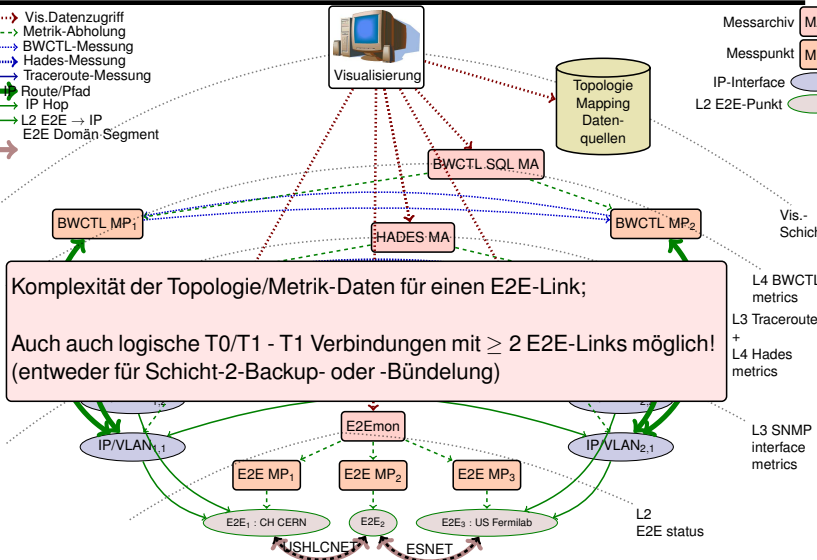 Vis.Datenzugriff
Metrik-Abholung
BWCTL-Messung
Hades-Messung
Traceroute-Messung
IP Route/Pfad
IP Hop
L2 E2E → IP
E2E Domän Segment
Visualisierung
Topologie
Mapping
Daten-
quellen
Messarchiv
Messpunkt
IP-Interface
L2 E2E-Punkt
BWCTL SQL MA
BWCTL MP1
BWCTL MP2
HADES MA
Vis.-
L4 BWCTL
metrics
L3 Traceroute
+
L4 Hades
metrics
Komplexität der Topologie/Metrik-Daten für einen E2E-Link;
Auch auch logische T0/T1 - T1 Verbindungen mit ≥ 2 E2E-Links möglich!
(entweder für Schicht-2-Backup- oder -Bündelung)
E2Emon
IP/VLAN1,1
IP/VLAN2,1
L3 SNMP
interface
metrics
E2E MP1
E2E MP2
E2E MP3
E2E1 : CH CERN
E2E2
E2E3 : US Fermilab
L2
E2E status
USHLCNET
ESNET